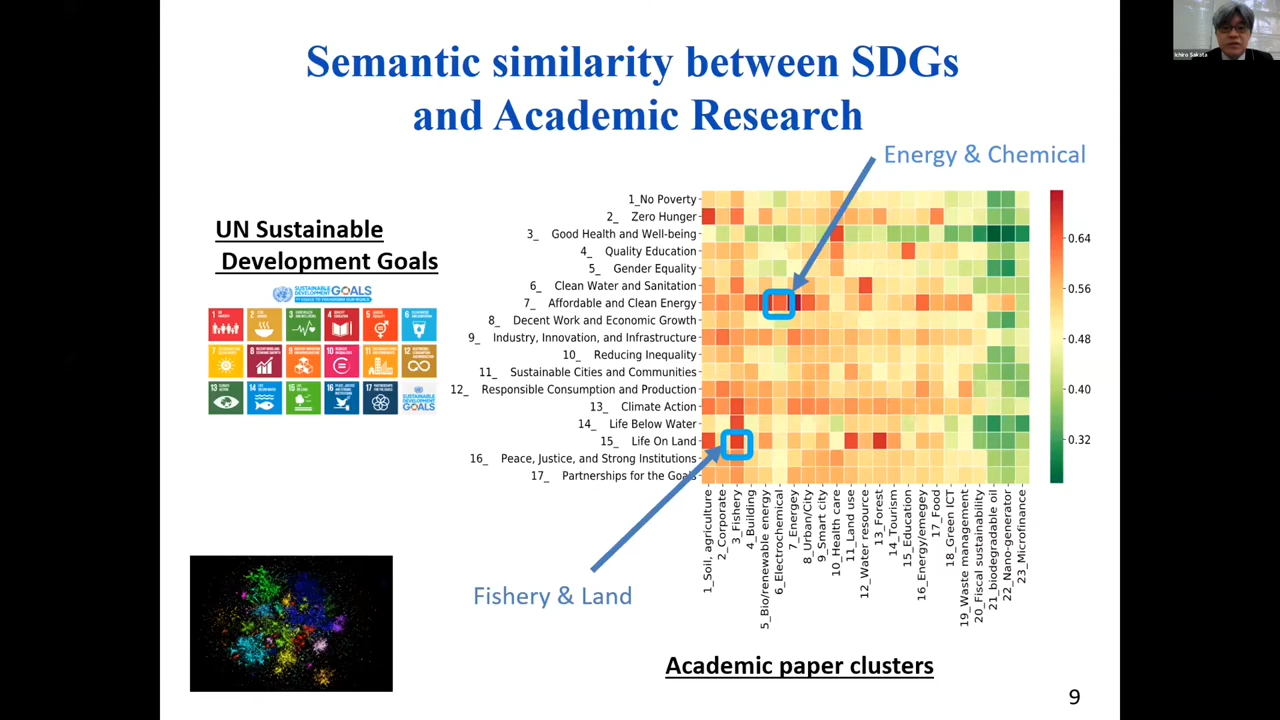 Semantic similarity between SDGs
and Academic Research
Ichiro Sakata
Energy & Chemical
UN Sustainable
Development Goals
SUSTAINABLE
DEVELOPMENT
GOALS
1_No Poverty
2_ Zero Hunger
3_ Good Health and Well-being
4_ Quality Education
5_ Gender Equality
6_ Clean Water and Sanitation
7_ Affordable and Clean Energy
8_ Decent Work and Economic Growth
9_ Industry, Innovation, and Infrastructure
10_ Reducing Inequality
11_ Sustainable Cities and Communities
12_ Responsible Consumption and Production
13_ Climate Action
14_ Life Below Water
15_ Life On Land
16_ Peace, Justice, and Strong Institutions
17_ Partnerships for the Goals
0.64
0.56
0.48
0.40
0.32
1_Soil, agriculture
2_Corporate
3_Fishery
4_Building
5_Bio/renewable energy
6_Electrochemical
7_Energey
8_Urban/City
9_Smart city
10_Health care
11_Land use
12_Water resource
13_Forest
14_Tourism
15_Education
16_Energy/emegey
17_Food
18_Green ICT
19_Waste management
20_Fiscal sustainability
21_biodegradable oil
22_Nano-generator
23_Microfinance
Fishery & Land
Academic paper clusters
9